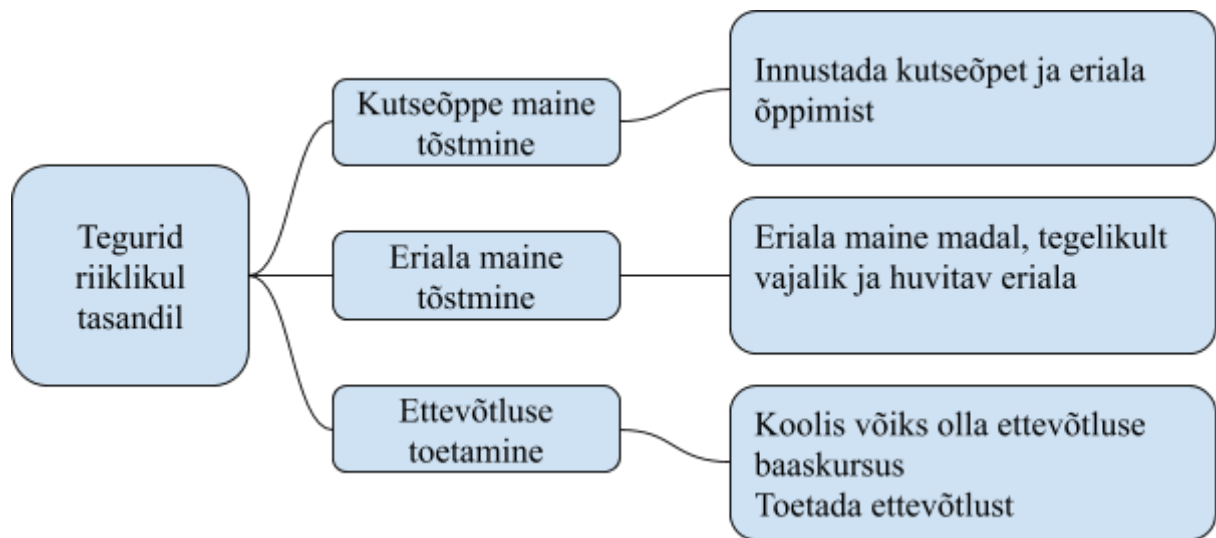 Tegurid
riiklikul
tasandil
Kutseõppe maine
tõstmine
Innustada kutseõpet ja eriala
õppimist
Eriala maine
tõstmine
Eriala maine madal, tegelikult
vajalik ja huvitav eriala
Ettevõtluse
toetamine
Koolis võiks olla ettevõtluse
baaskursus
Toetada ettevõtlust